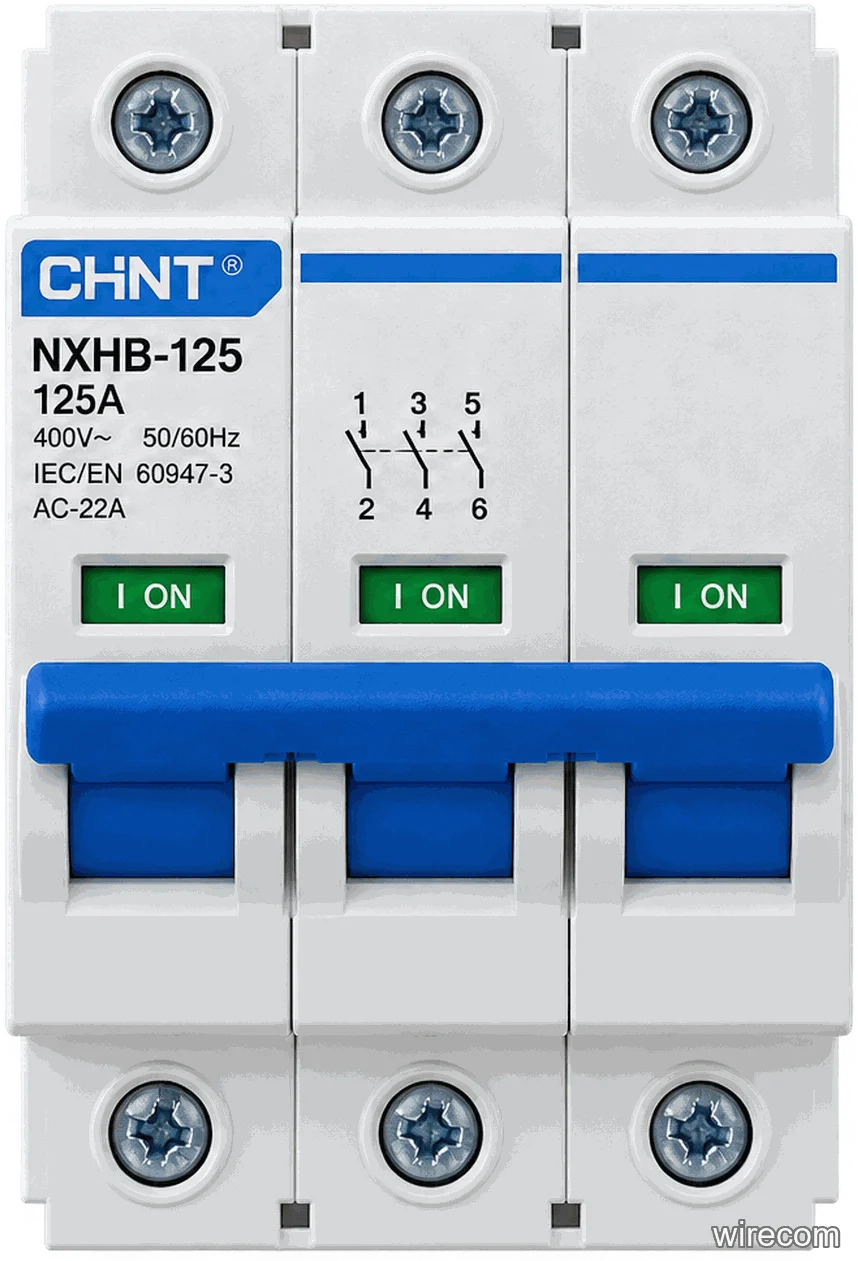 CHNT®
NXHB-125
125A
400V~ 50/60Hz
IEC/EN 60947-3
AC-22A
1 3 5
2 4 6
I ON
I ON
I ON
wirecom